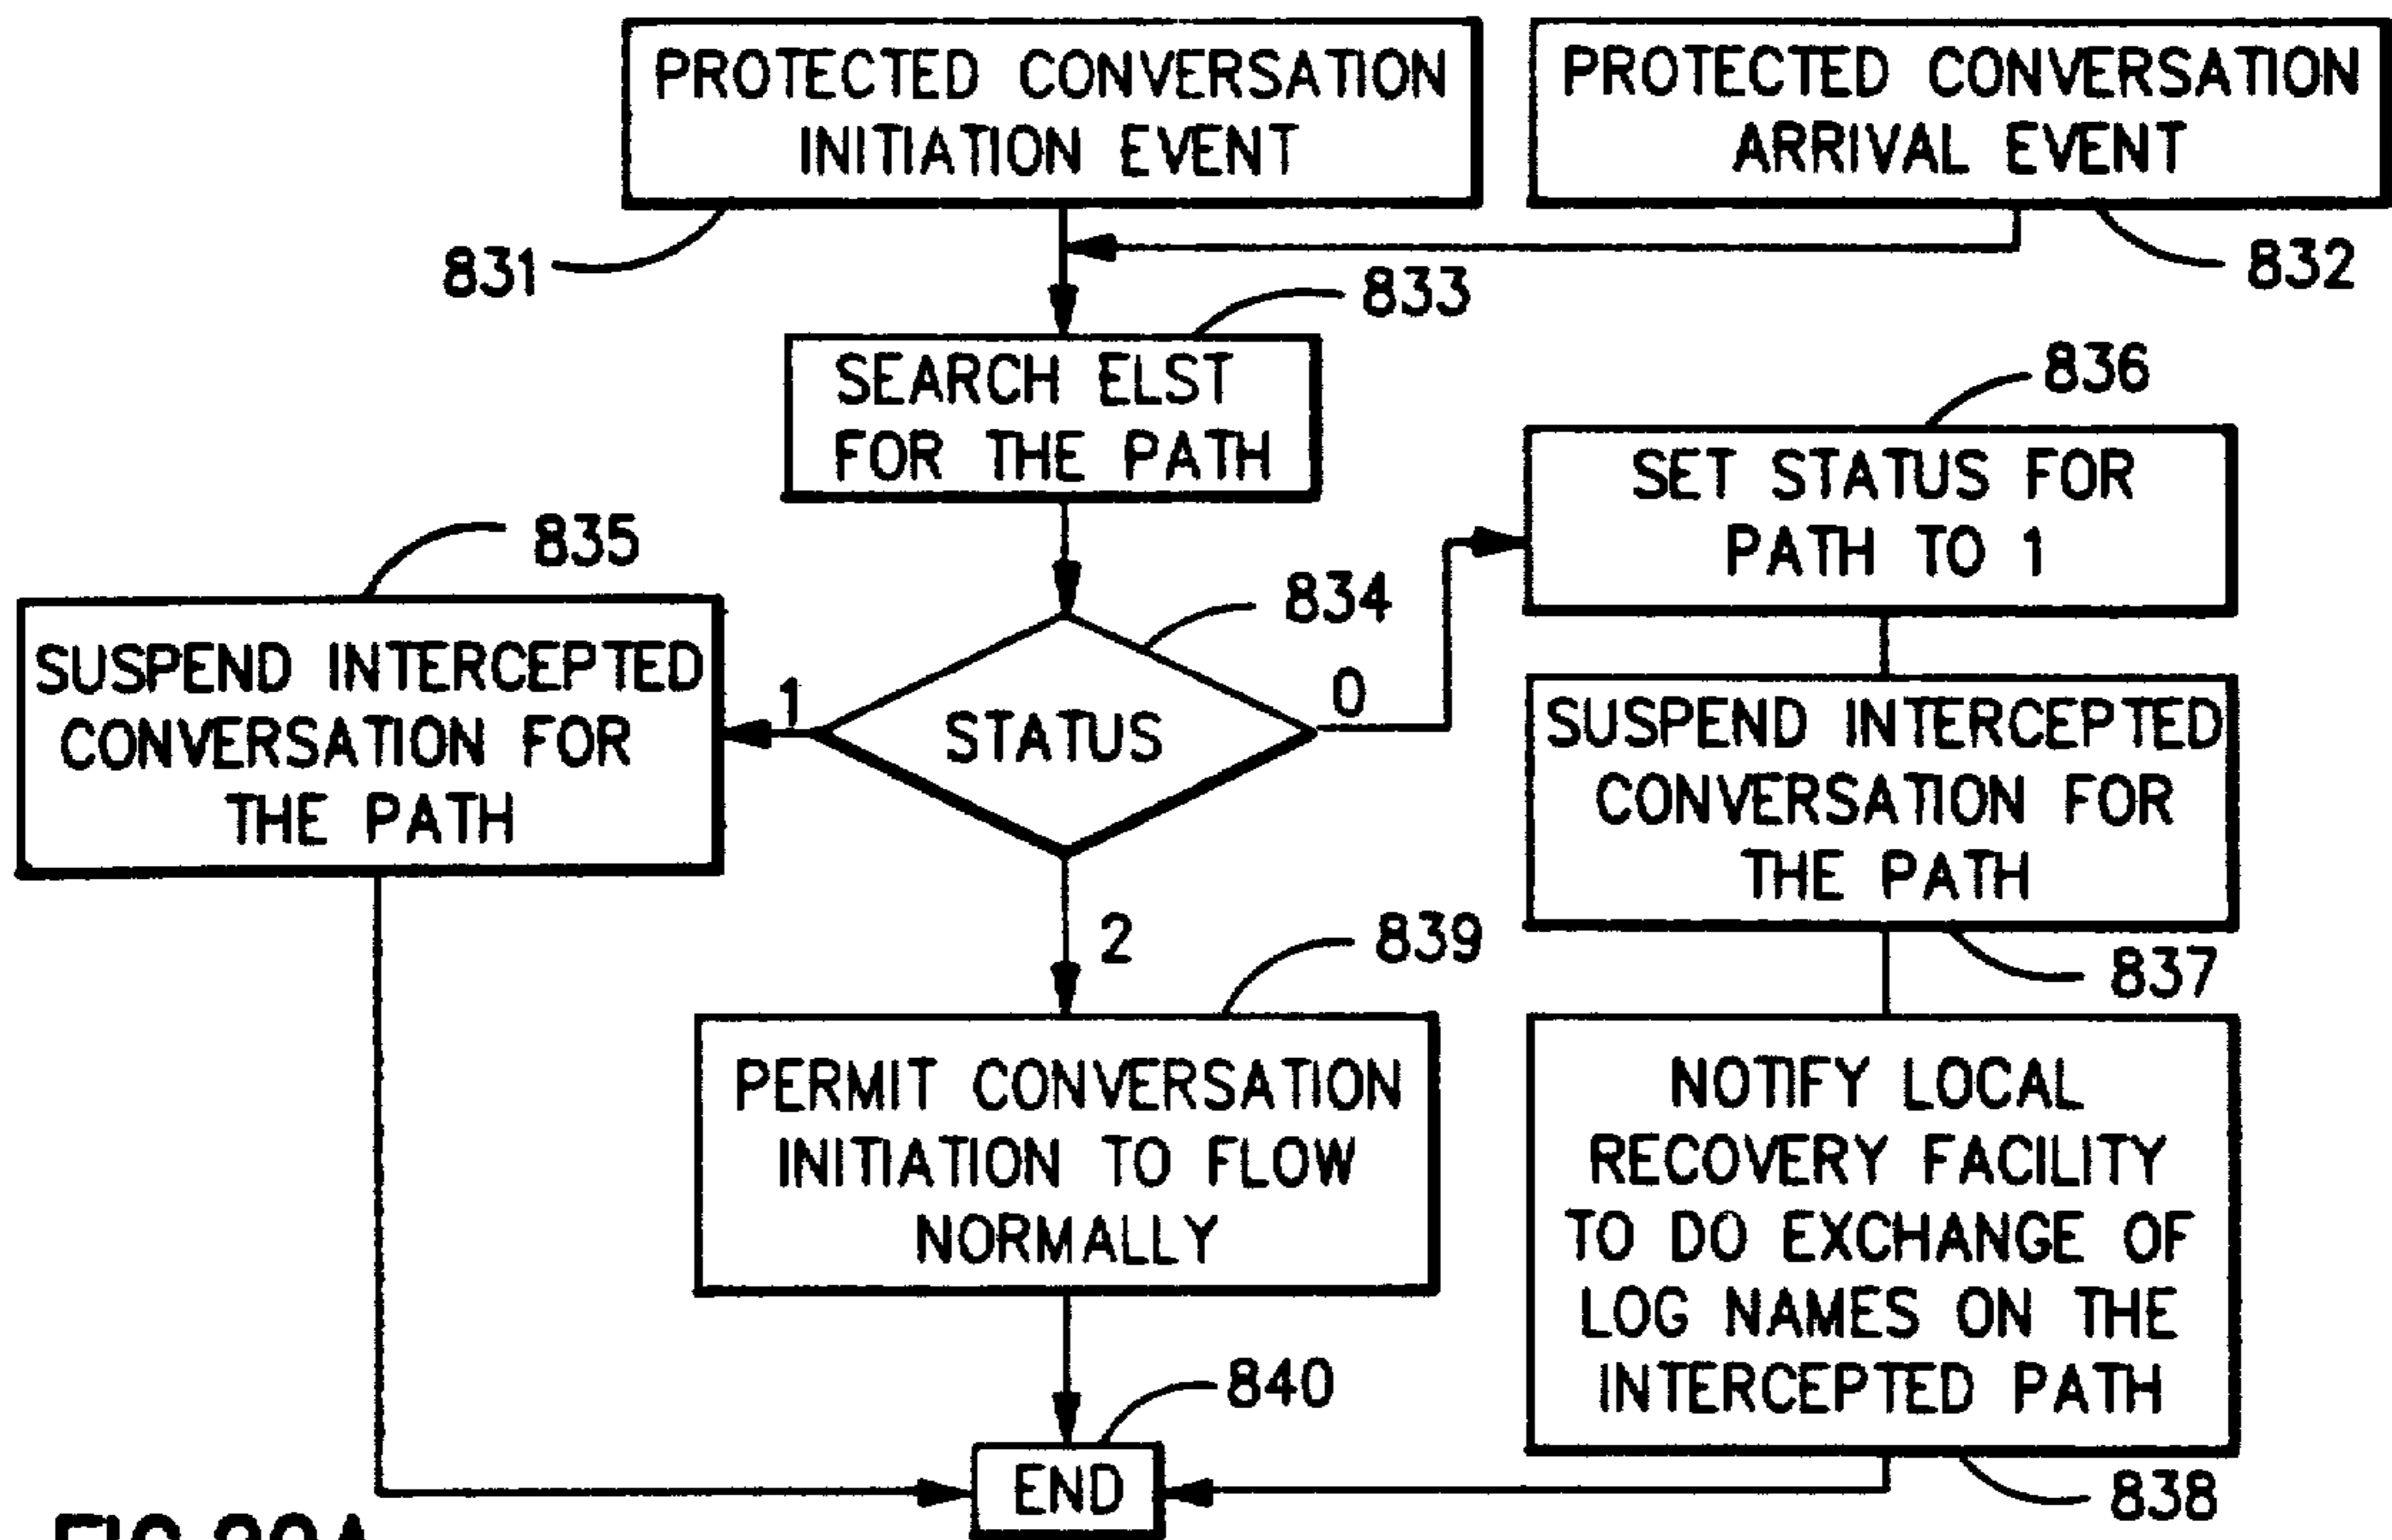 PROTECTED CONVERSATION
INITIATION EVENT
PROTECTED CONVERSATION
ARRIVAL EVENT
831
832
833
SEARCH ELST
FOR THE PATH
836
SET STATUS FOR
PATH TO 1
835
834
SUSPEND INTERCEPTED
CONVERSATION FOR
THE PATH
1
STATUS
0
SUSPEND INTERCEPTED
CONVERSATION FOR
THE PATH
2
839
837
PERMIT CONVERSATION
INITIATION TO FLOW
NORMALLY
NOTIFY LOCAL
RECOVERY FACILITY
TO DO EXCHANGE OF
LOG NAMES ON THE
INTERCEPTED PATH
840
END
838